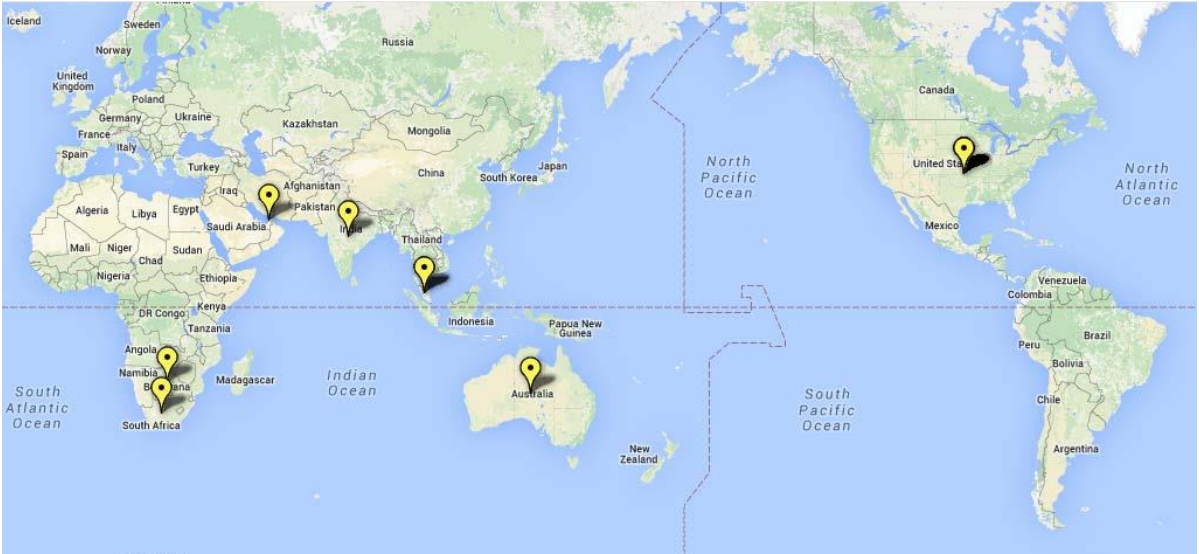 Iceland
Sweden
Norway
Russia
United
Kingdom
Poland
Germany
Ukraine
France
Italy
Spain
Turkey
Kazakhstan
Mongolia
China
South Korea
Japan
Iraq
Afghanistan
Pakistan
Algeria
Libya
Egypt
Saudi Arabia
India
Thailand
Mali
Niger
Chad
Sudan
Nigeria
Ethiopia
Kenya
DR Congo
Tanzania
Angola
Namibia
Madagascar
South Africa
Indonesia
Papua New
Guinea
Australia
New
Zealand
Indian
Ocean
South
Atlantic
Ocean
North
Pacific
Ocean
South
Pacific
Ocean
Canada
United Sta
Mexico
North
Atlantic
Ocean
Venezuela
Colombia
Peru
Brazil
Bolivia
Chile
Argentina